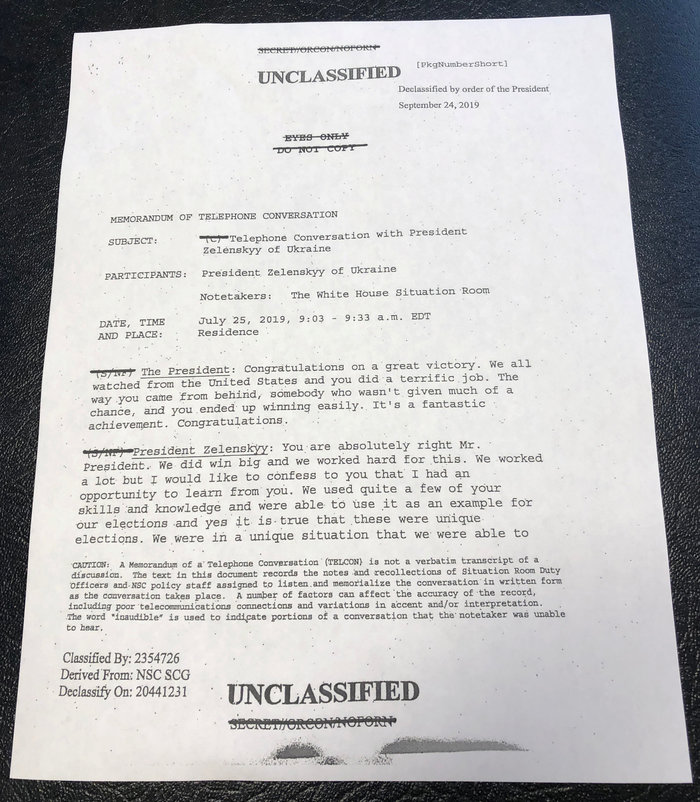 SECRET//ORCON/NOFORN
UNCLASSIFIED
[PkgNumberShort]
Declassified by order of the President
September 24, 2019
EYES ONLY
DO NOT COPY
MEMORANDUM OF TELEPHONE CONVERSATION
SUBJECT: (C) Telephone Conversation with President
Zelenskyy of Ukraine
PARTICIPANTS: President Zelenskyy of Ukraine
Notetakers: The White House Situation Room
DATE, TIME July 25, 2019, 9:03 - 9:33 a.m. EDT
AND PLACE: Residence
(S/NF) The President: Congratulations on a great victory. We all
watched from the United States and you did a terrific job. The
way you came from behind, somebody who wasn't given much of a
chance, and you ended up winning easily. It's a fantastic
achievement. Congratulations.
(S/NF) President Zelenskyy: You are absolutely right Mr.
President. We did win big and we worked hard for this. We worked
a lot but I would like to confess to you that I had an
opportunity to learn from you. We used quite a few of your
skills and knowledge and were able to use it as an example for
our elections and yes it is true that these were unique
elections. We were in a unique situation that we were able to
CAUTION: A Memorandum of a Telephone Conversation (TELCON) is not a verbatim transcript of a
discussion. The text in this document records the notes and recollections of Situation Room Duty
Officers and NSC policy staff assigned to listen and memorialize the conversation in written form
as the conversation takes place. A number of factors can affect the accuracy of the record,
including poor telecommunications connections and variations in accent and/or interpretation.
The word "inaudible" is used to indicate portions of a conversation that the notetaker was unable
to hear.
Classified By: 2354726
Derived From: NSC SCG
Declassify On: 20441231
UNCLASSIFIED
SECRET//ORCON/NOFORN